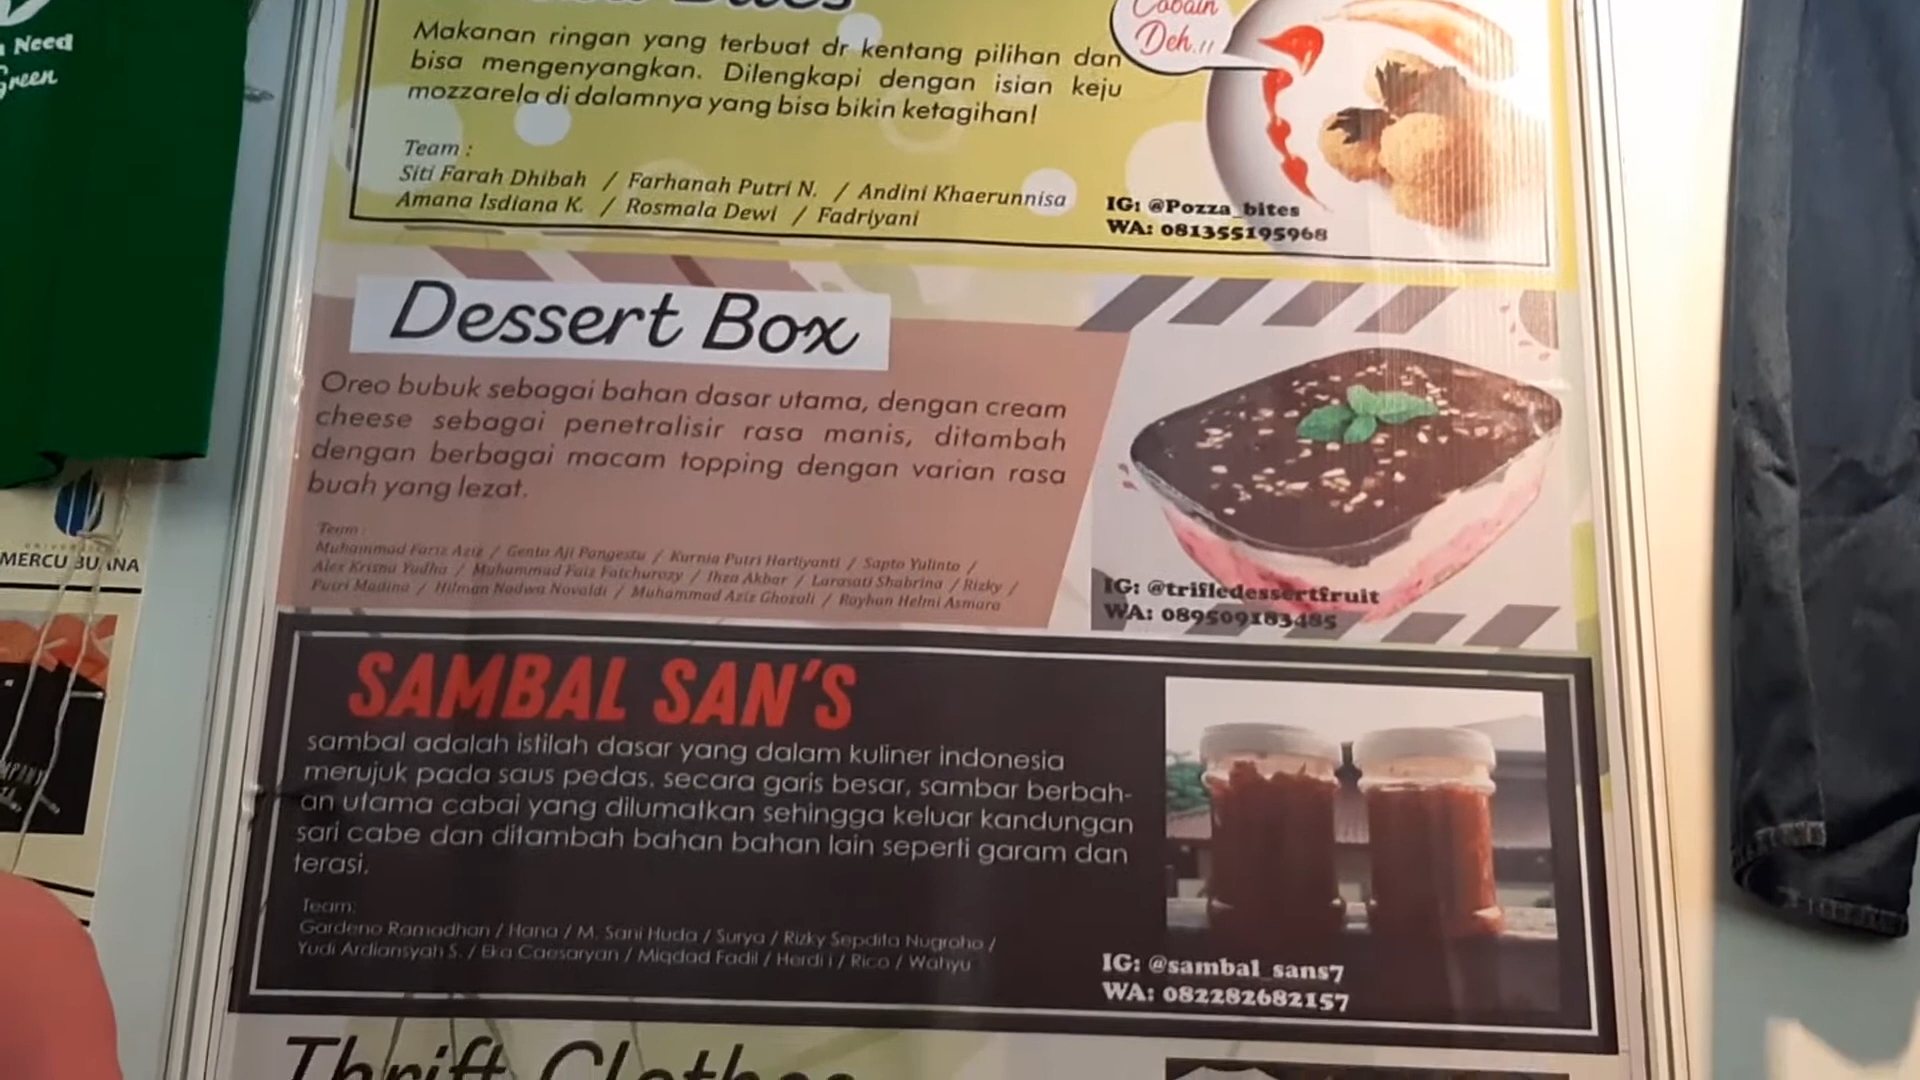 Need
Green
MERCU BUANA
Bites
Cobain
Deh!!
Makanan ringan yang terbuat dr kentang pilihan dan
bisa mengenyangkan. Dilengkapi dengan isian keju
mozzarela di dalamnya yang bisa bikin ketagihan!
Team :
Siti Farah Dhibah / Farhanah Putri N. / Andini Khaerunnisa
Amana Isdiana K. / Rosmala Dewi / Fadriyani
IG: @Pozza_bites
WA: 081355195968
Dessert Box
Oreo bubuk sebagai bahan dasar utama, dengan cream
cheese sebagai penetralisir rasa manis, ditambah
dengan berbagai macam topping dengan varian rasa
buah yang lezat.
Team :
Muhammad Fariz Aziz / Genta Aji Pangestu / Kurnia Putri Hartiyanti / Sapto Yulinto /
Alex Krisna Yudha / Muhammad Faiz Fatchurozy / Ihza Akbar / Larasati Shabrina / Rizky /
Putri Madina / Hilman Nadwa Novaldi / Muhammad Aziz Ghozali / Rayhan Helmi Asmara
IG: @trifledessertfruit
WA: 089509183485
SAMBAL SAN'S
sambal adalah istilah dasar yang dalam kuliner indonesia
merujuk pada saus pedas. secara garis besar, sambar berbah-
an utama cabai yang dilumatkan sehingga keluar kandungan
sari cabe dan ditambah bahan bahan lain seperti garam dan
terasi.
Team:
Gardeno Ramadhan / Hana / M. Sani Huda / Surya / Rizky Sepdita Nugroho /
Yudi Ardiansyah S. / Eka Caesaryan / Miqdad Fadil / Herdi i / Rico / Wahyu
IG: @sambal_sans7
WA: 082282682157
Thrift Clothes